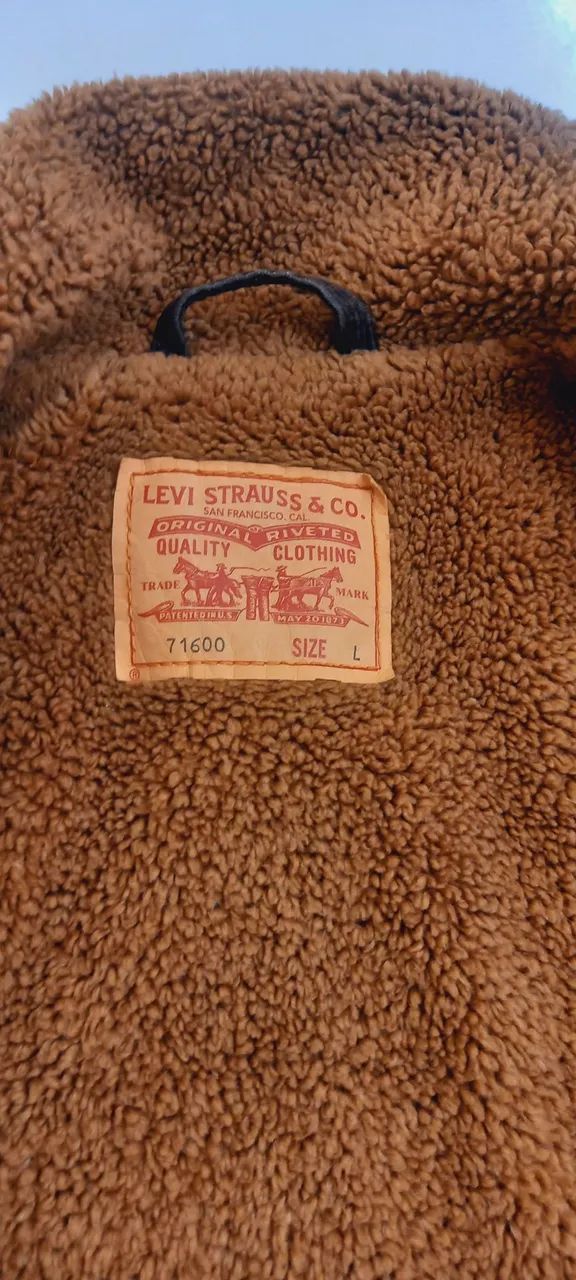 LEVI STRAUSS & CO.
SAN FRANCISCO, CAL.
ORIGINAL RIVETED
QUALITY CLOTHING
TRADE MARK
PATENTED IN U.S. MAY 20 1873
71600 SIZE L
®